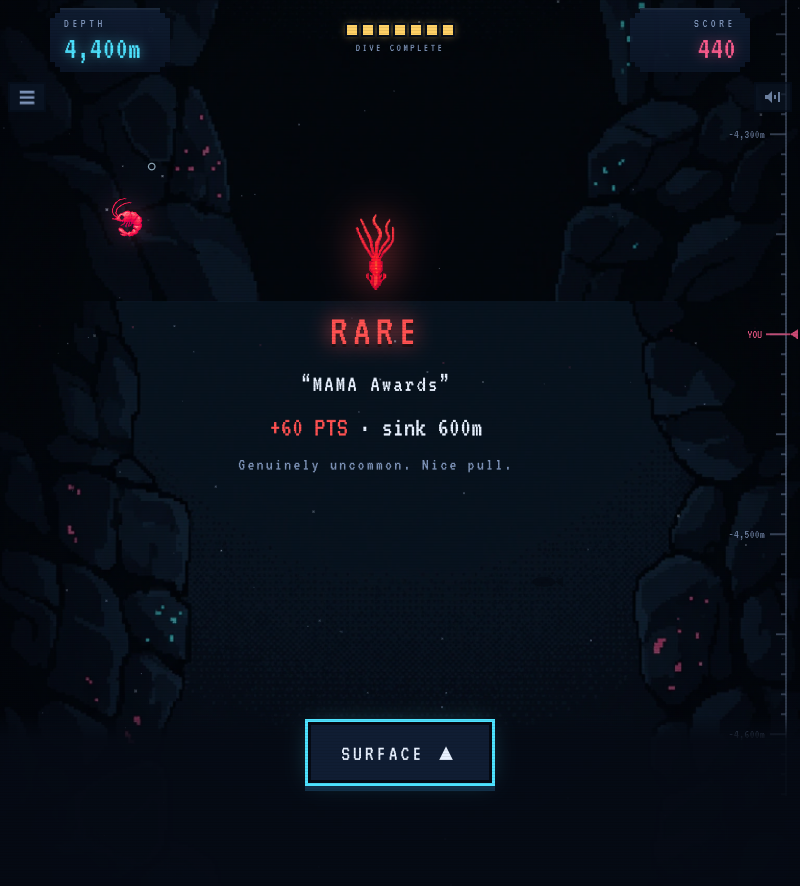 DEPTH
4,400m
DIVE COMPLETE
SCORE
440
-4,300m
YOU
RARE
“MAMA Awards”
+60 PTS · sink 600m
Genuinely uncommon. Nice pull.
-4,500m
-4,600m
SURFACE ▲